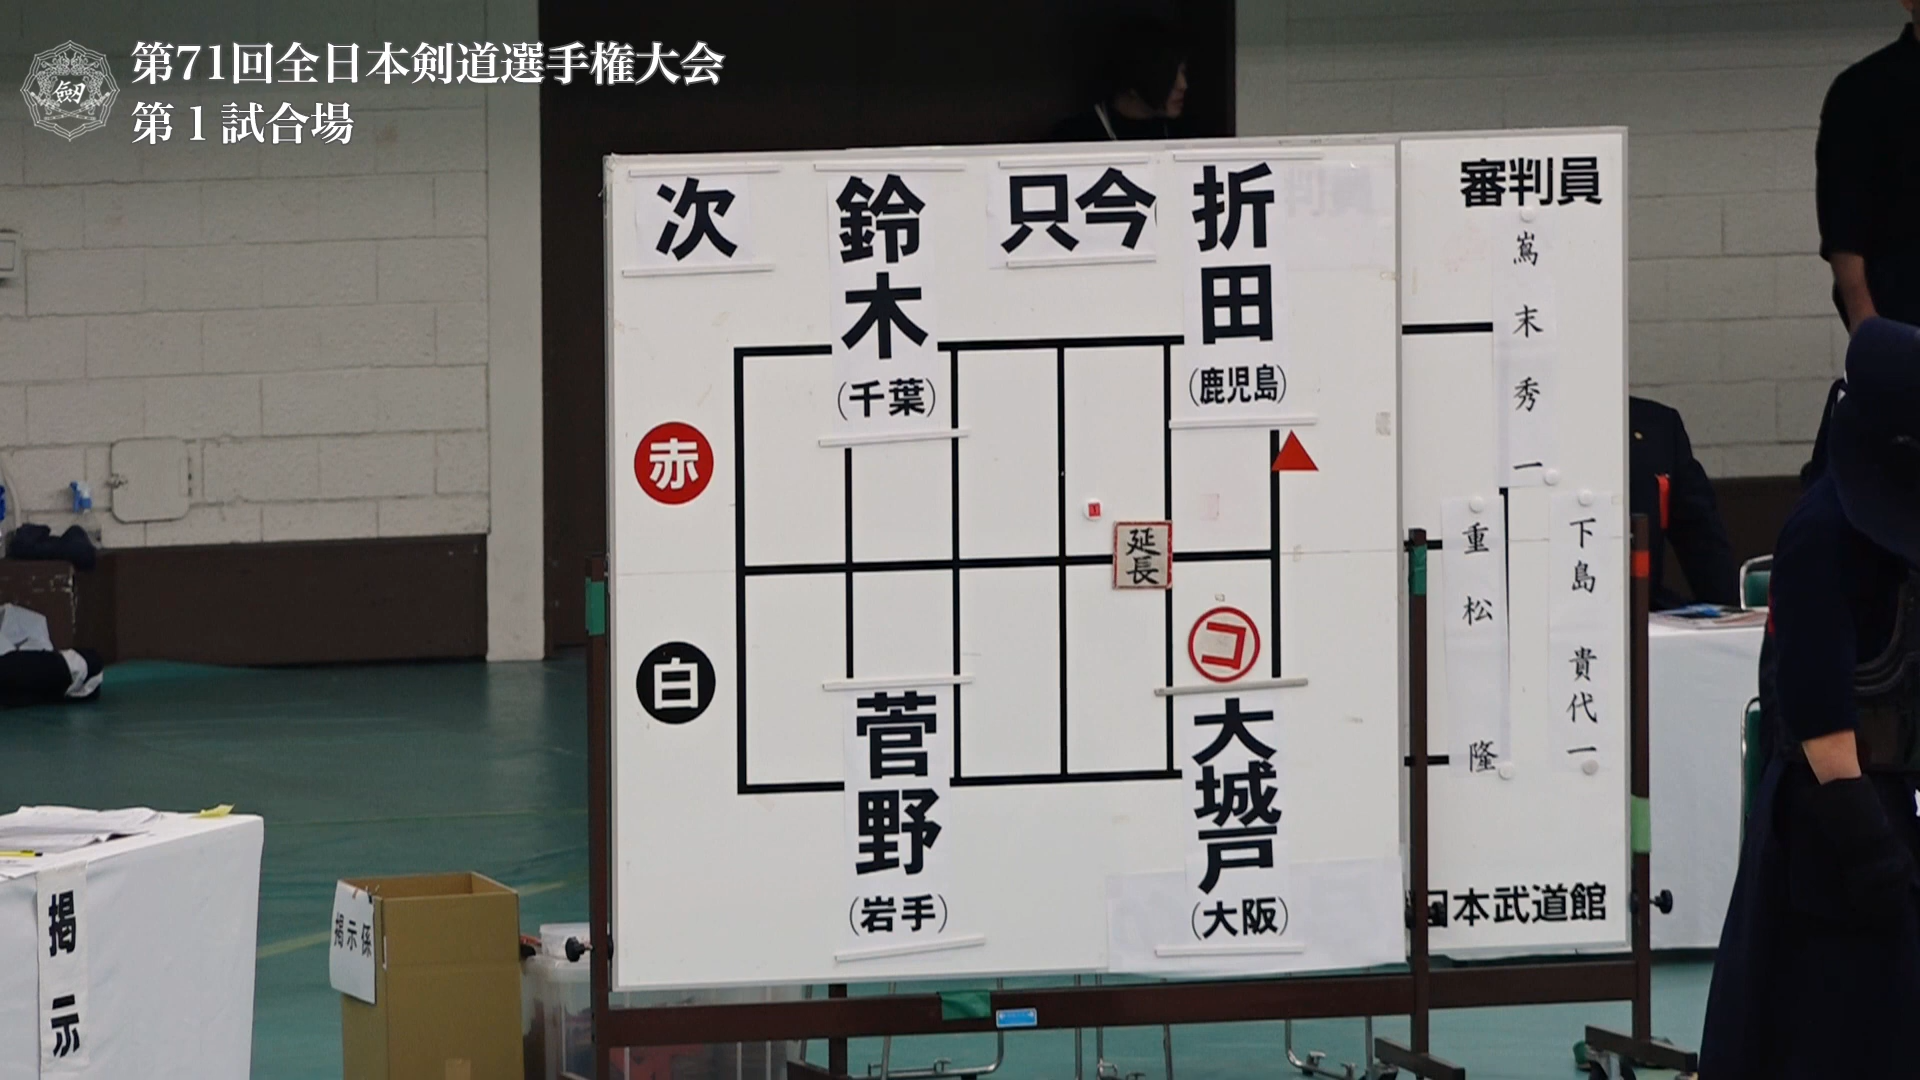 第71回全日本剣道選手権大会
第1試合場
劔
次
鈴木
(千葉)
只今
折田
(鹿児島)
審判員
嶌末秀一
重松隆
下島貴代一
赤
延長
コ
白
菅野
(岩手)
大城戸
(大阪)
日本武道館
掲示
掲示係